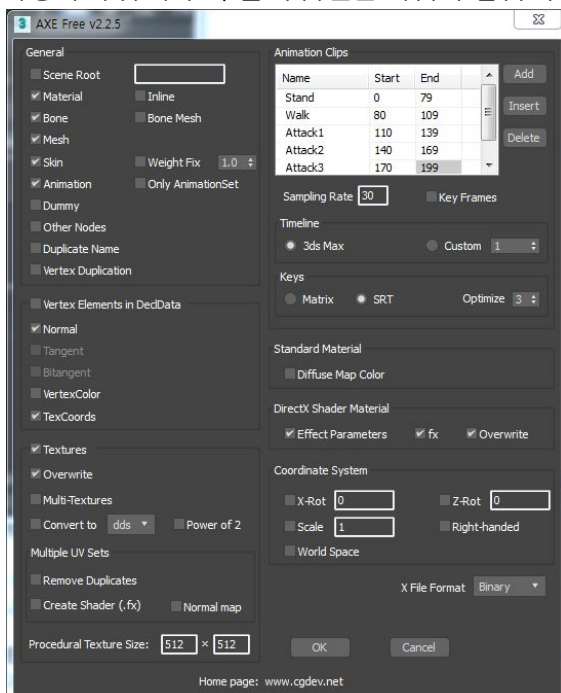 AXE Free v2.2.5
General
Scene Root
Material
Inline
Bone
Bone Mesh
Mesh
Skin
Weight Fix 1.0
Animation
Only AnimationSet
Dummy
Other Nodes
Duplicate Name
Vertex Duplication
Vertex Elements in DeclData
Normal
Tangent
Bitangent
VertexColor
TexCoords
Textures
Overwrite
Multi-Textures
Convert to dds
Power of 2
Multiple UV Sets
Remove Duplicates
Create Shader (.fx)
Normal map
Procedural Texture Size: 512 × 512
Animation Clips
Name Start End
Stand 0 79
Walk 80 109
Attack1 110 139
Attack2 140 169
Attack3 170 199
Add
Insert
Delete
Sampling Rate 30
Key Frames
Timeline
3ds Max
Custom 1
Keys
Matrix
SRT
Optimize 3
Standard Material
Diffuse Map Color
DirectX Shader Material
Effect Parameters
fx
Overwrite
Coordinate System
X-Rot 0
Z-Rot 0
Scale 1
Right-handed
World Space
X File Format Binary
OK
Cancel
Home page: www.cgdev.net